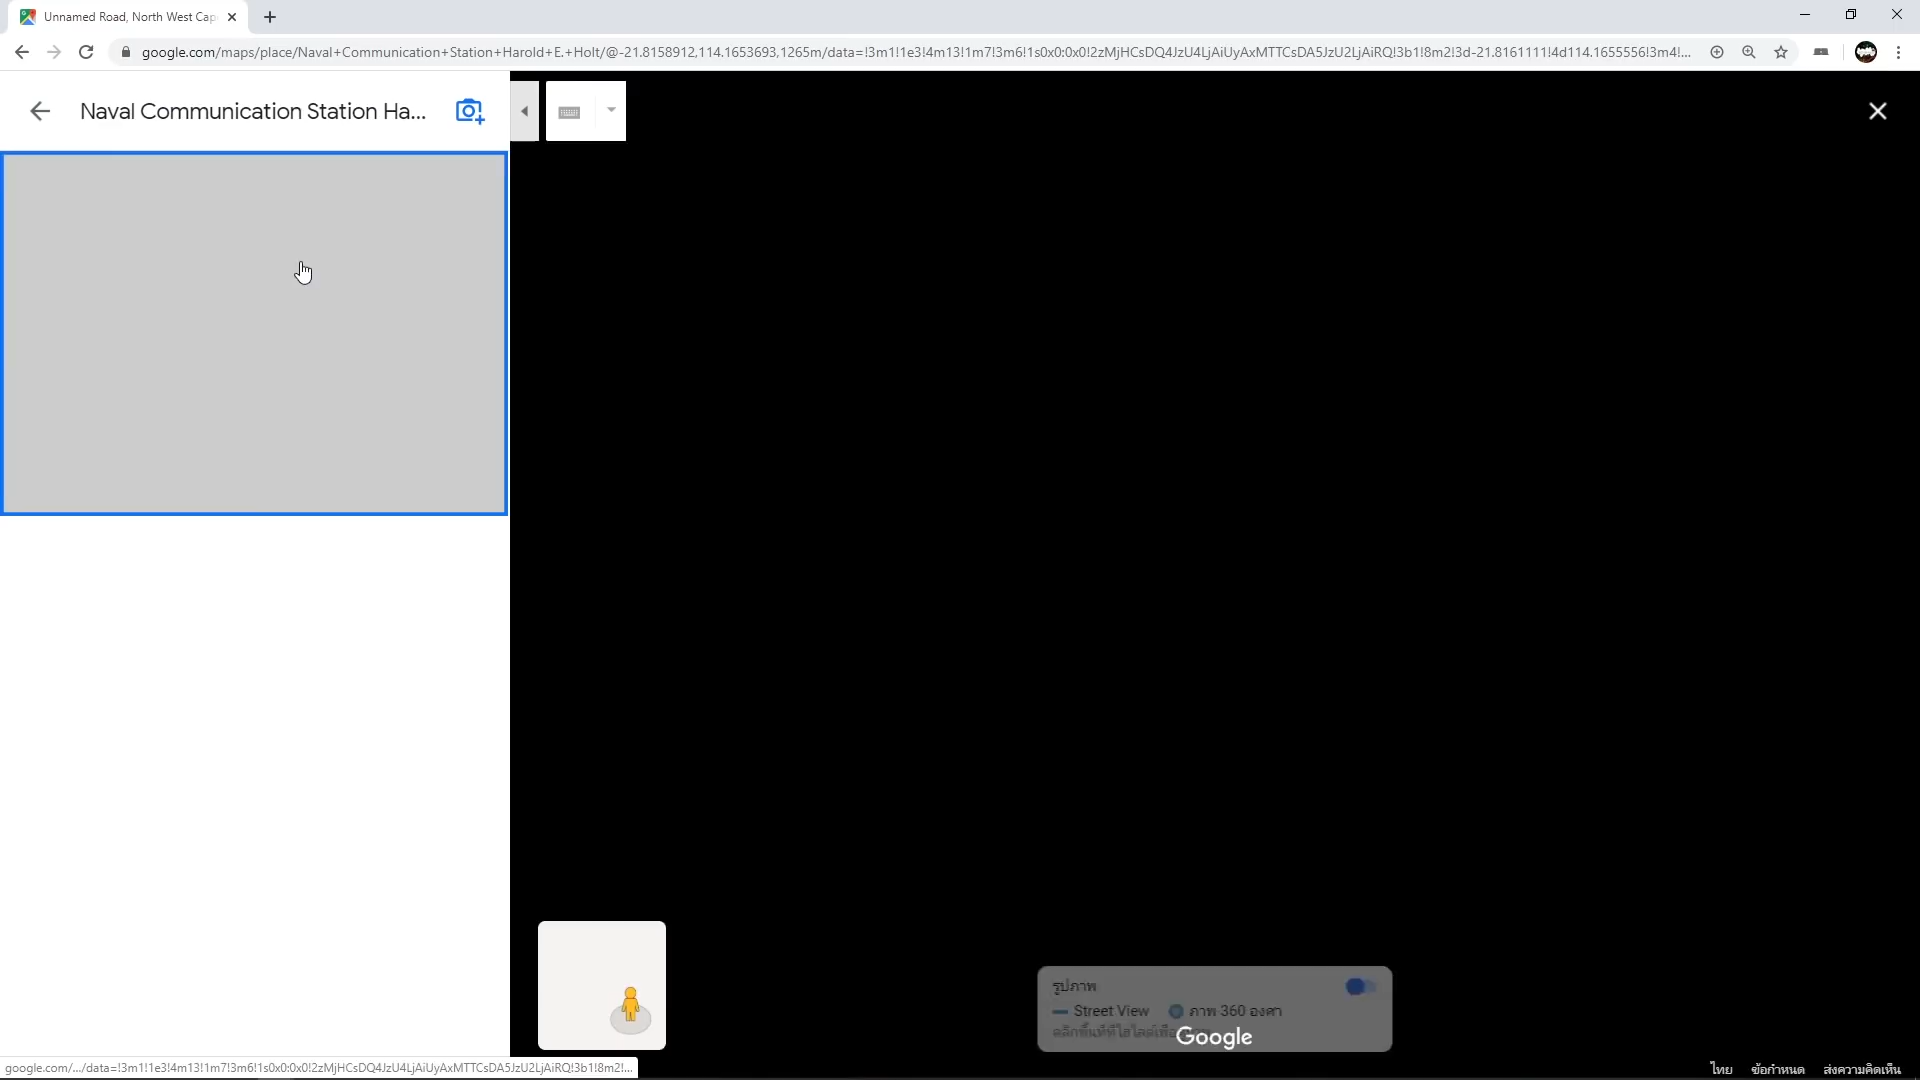 Unnamed Road, North West Cap
google.com/maps/place/Naval+Communication+Station+Harold+E.+Holt/@-21.8158912,114.1653693,1265m/data=!3m1!1e3!4m13!1m7!3m6!1s0x0:0x0!2zMjHCsDQ4JzU4LjAiUyAxMTTCsDA5JzU2LjAiRQ!3b1!8m2!3d-21.8161111!4d114.1655556!3m4!...
Naval Communication Station Ha...
รูปภาพ
Street View ภาพ 360 องศา
Google
ไทย ข้อกำหนด ส่งความคิดเห็น
google.com/.../data=!3m1!1e3!4m13!1m7!3m6!1s0x0:0x0!2zMjHCsDQ4JzU4LjAiUyAxMTTCsDA5JzU2LjAiRQ!3b1!8m2!...